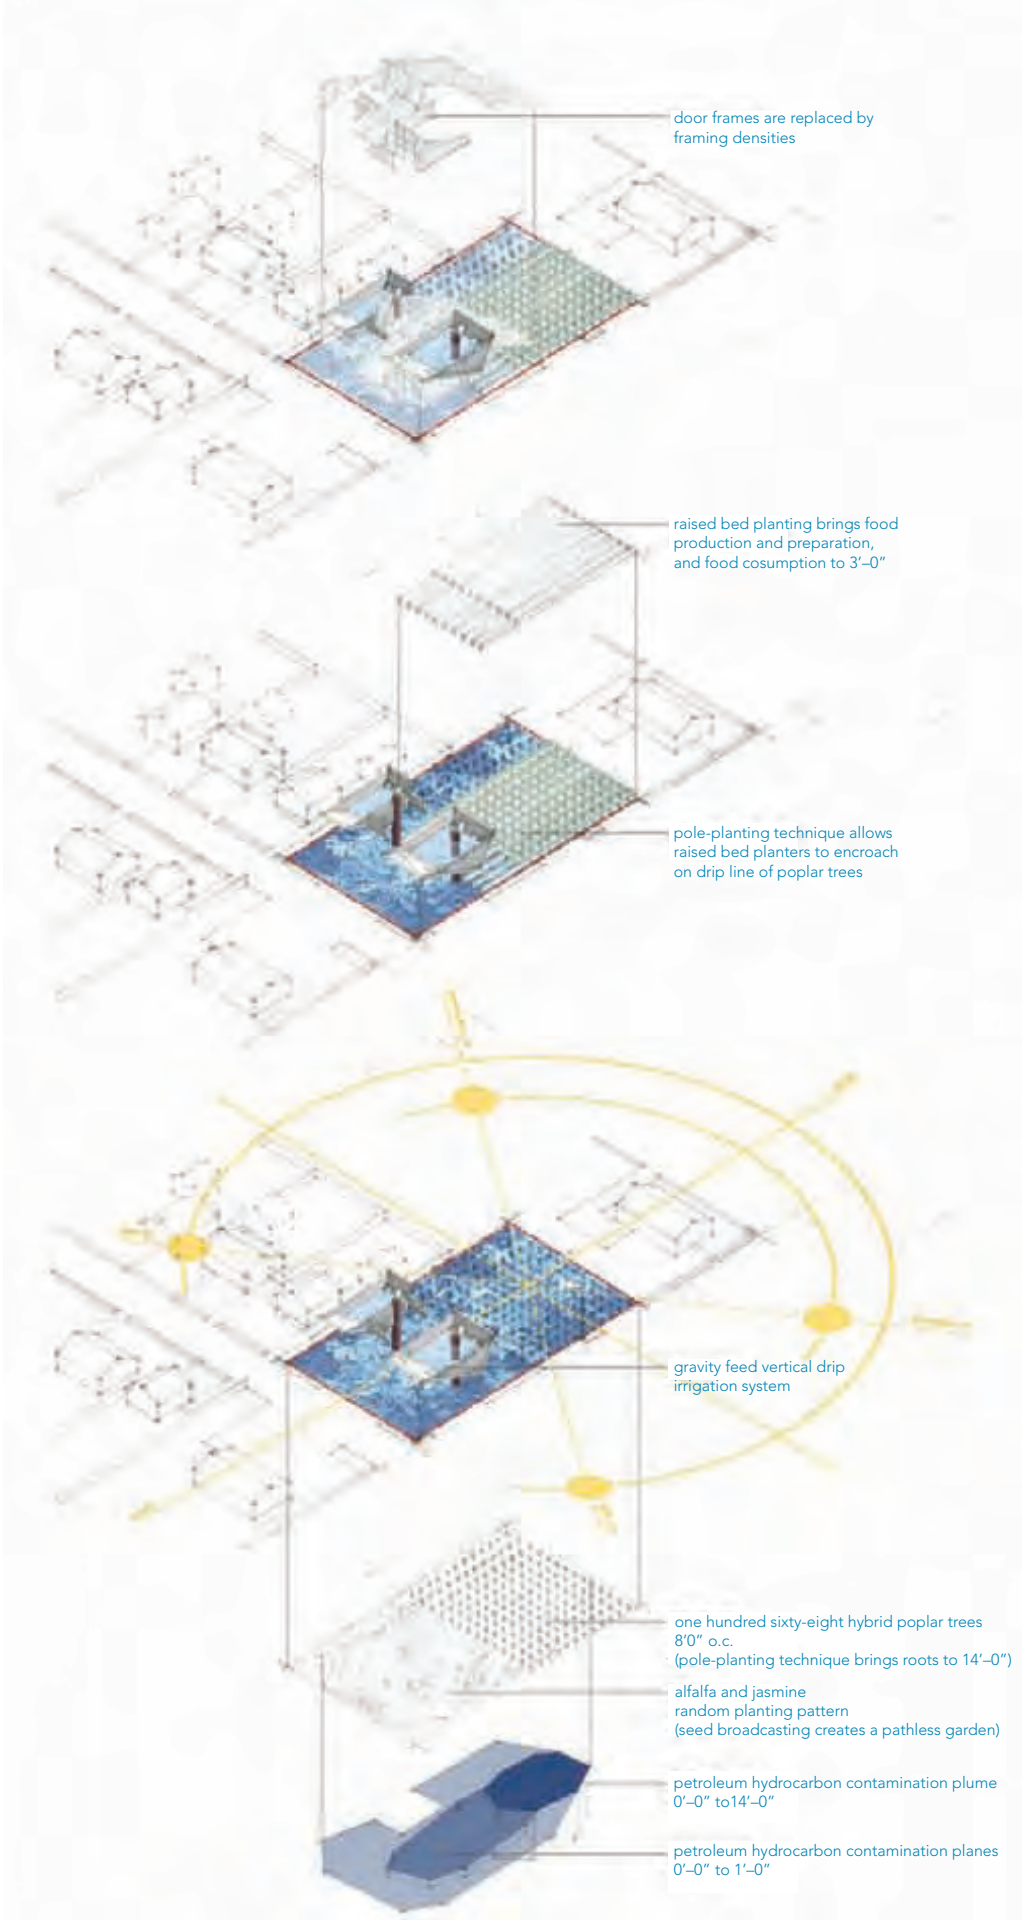 door frames are replaced by
framing densities
raised bed planting brings food
production and preparation,
and food cosumption to 3’–0”
pole-planting technique allows
raised bed planters to encroach
on drip line of poplar trees
gravity feed vertical drip
irrigation system
one hundred sixty-eight hybrid poplar trees
8’0” o.c.
(pole-planting technique brings roots to 14’–0”)
alfalfa and jasmine
random planting pattern
(seed broadcasting creates a pathless garden)
petroleum hydrocarbon contamination plume
0’–0” to14’–0”
petroleum hydrocarbon contamination planes
0’–0” to 1’–0”